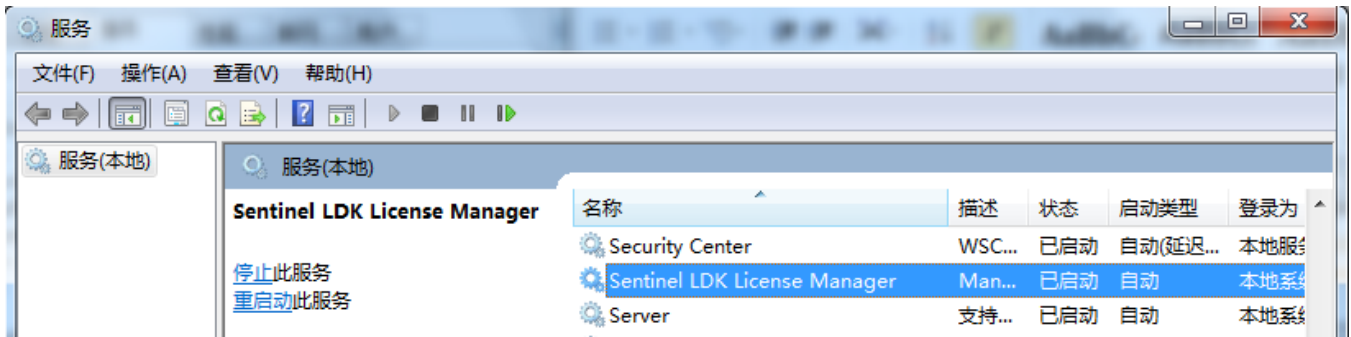 服务
文件(F) 操作(A) 查看(V) 帮助(H)
服务(本地)
服务(本地)
Sentinel LDK License Manager
停止此服务
重启动此服务
名称 描述 状态 启动类型 登录为
Security Center WSC... 已启动 自动(延迟... 本地服务
Sentinel LDK License Manager Man... 已启动 自动 本地系统
Server 支持... 已启动 自动 本地系统